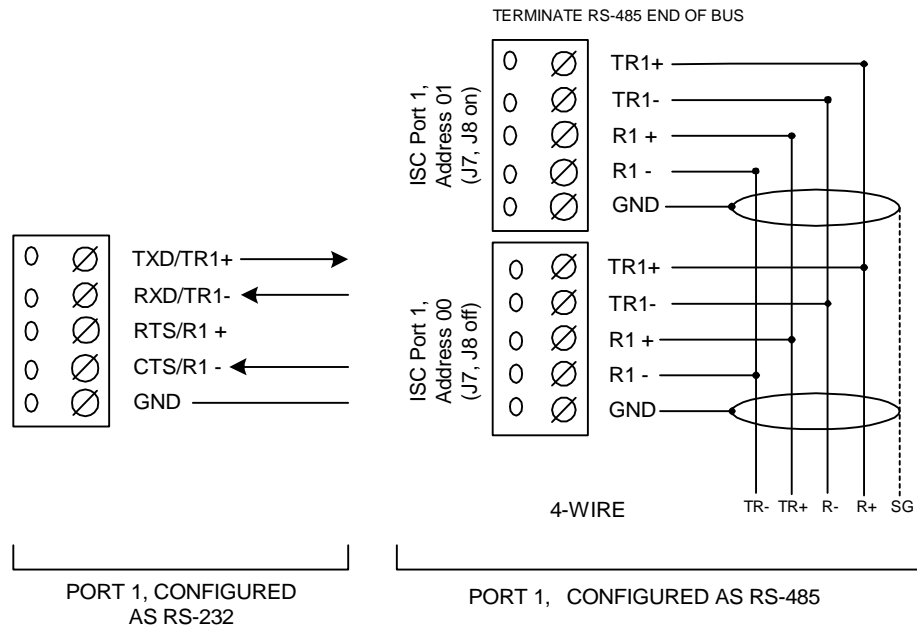 TERMINATE RS-485 END OF BUS
ISC Port 1,
Address 01
(J7, J8 on)
TR1+
TR1-
R1 +
R1 -
GND
TXD/TR1+
RXD/TR1-
RTS/R1 +
CTS/R1 -
GND
ISC Port 1,
Address 00
(J7, J8 off)
TR1+
TR1-
R1 +
R1 -
GND
4-WIRE
TR- TR+ R- R+ SG
PORT 1, CONFIGURED
AS RS-232
PORT 1, CONFIGURED AS RS-485